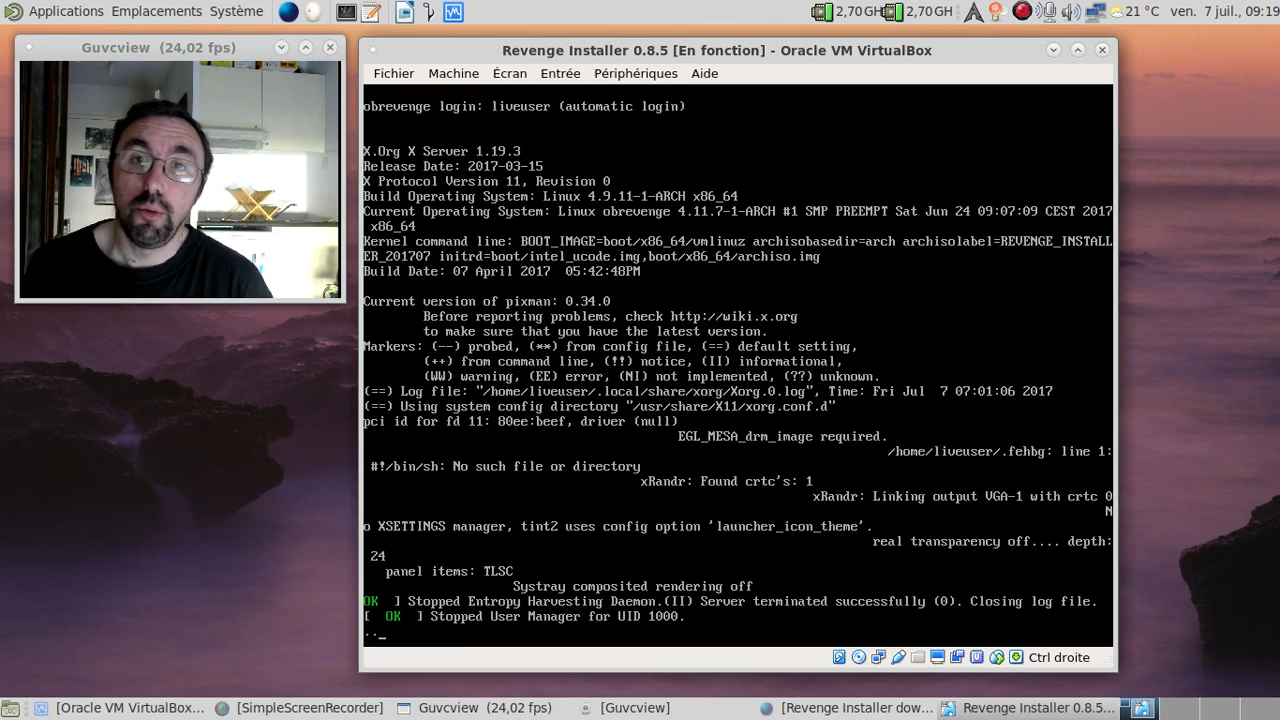 Applications Emplacements Système
2,70 GH 2,70 GH 21 °C ven. 7 juil., 09:19
Guvcview (24,02 fps)
Revenge Installer 0.8.5 [En fonction] - Oracle VM VirtualBox
Fichier Machine Écran Entrée Périphériques Aide
obrevenge login: liveuser (automatic login)
X.Org X Server 1.19.3
Release Date: 2017-03-15
X Protocol Version 11, Revision 0
Build Operating System: Linux 4.9.11-1-ARCH x86_64
Current Operating System: Linux obrevenge 4.11.7-1-ARCH #1 SMP PREEMPT Sat Jun 24 09:07:09 CEST 2017
x86_64
Kernel command line: BOOT_IMAGE=boot/x86_64/vmlinuz archisobasedir=arch archisolabel=REVENGE_INSTALL
ER_201707 initrd=boot/intel_ucode.img,boot/x86_64/archiso.img
Build Date: 07 April 2017  05:42:48PM
Current version of pixman: 0.34.0
Before reporting problems, check http://wiki.x.org
to make sure that you have the latest version.
Markers: (--) probed, (**) from config file, (==) default setting,
(++) from command line, (!!) notice, (II) informational,
(WW) warning, (EE) error, (NI) not implemented, (??) unknown.
(==) Log file: "/home/liveuser/.local/share/xorg/Xorg.0.log", Time: Fri Jul  7 07:01:06 2017
(==) Using system config directory "/usr/share/X11/xorg.conf.d"
pci id for fd 11: 80ee:beef, driver (null)
EGL_MESA_drm_image required.
/home/liveuser/.fehbg: line 1:
#!/bin/sh: No such file or directory
xRandr: Found crtc's: 1
xRandr: Linking output VGA-1 with crtc 0
N
o XSETTINGS manager, tint2 uses config option 'launcher_icon_theme'.
real transparency off.... depth:
24
panel items: TLSC
Systray composited rendering off
OK  ] Stopped Entropy Harvesting Daemon.(II) Server terminated successfully (0). Closing log file.
[  OK  ] Stopped User Manager for UID 1000.
.._
Ctrl droite
[Oracle VM VirtualBox... [SimpleScreenRecorder] Guvcview (24,02 fps) [Guvcview] [Revenge Installer dow... Revenge Installer 0.8.5...